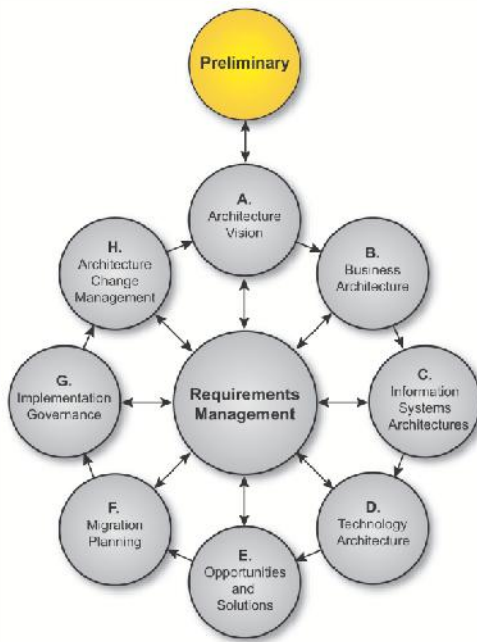 Preliminary
A.
Architecture
Vision
B.
Business
Architecture
C.
Information
Systems
Architectures
D.
Technology
Architecture
E.
Opportunities
and
Solutions
F.
Migration
Planning
G.
Implementation
Governance
H.
Architecture
Change
Management
Requirements
Management